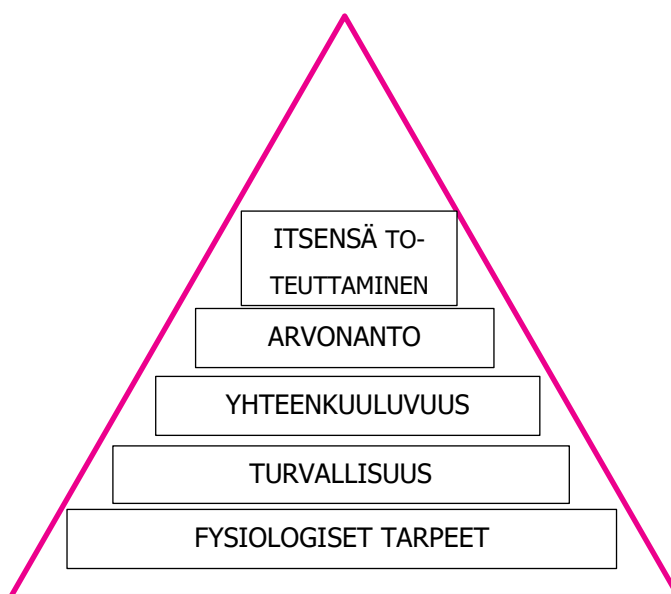 ITSENSÄ TO-
TEUTTAMINEN
ARVONANTO
YHTEENKUULUVUUS
TURVALLISUUS
FYSIOLOGISET TARPEET